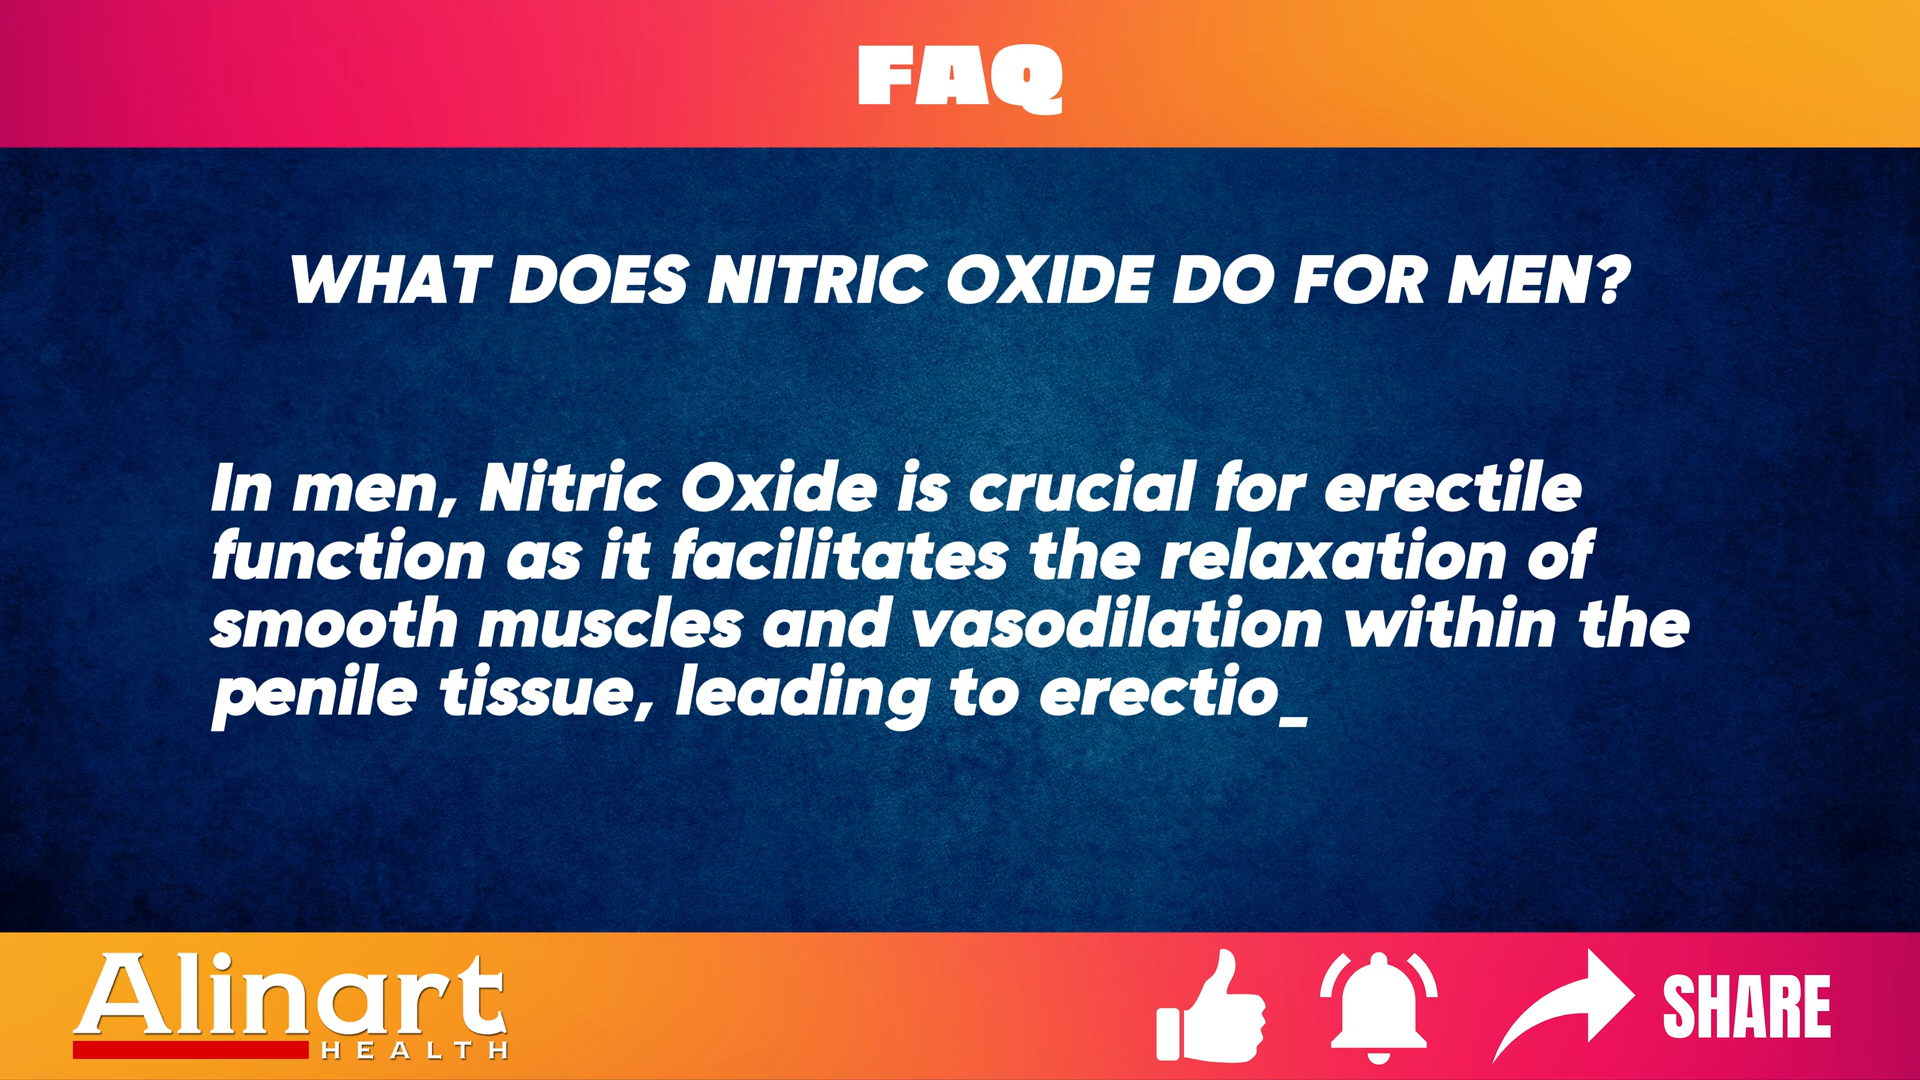 FAQ
WHAT DOES NITRIC OXIDE DO FOR MEN?
In men, Nitric Oxide is crucial for erectile
function as it facilitates the relaxation of
smooth muscles and vasodilation within the
penile tissue, leading to erectio_
Alinart
HEALTH
SHARE